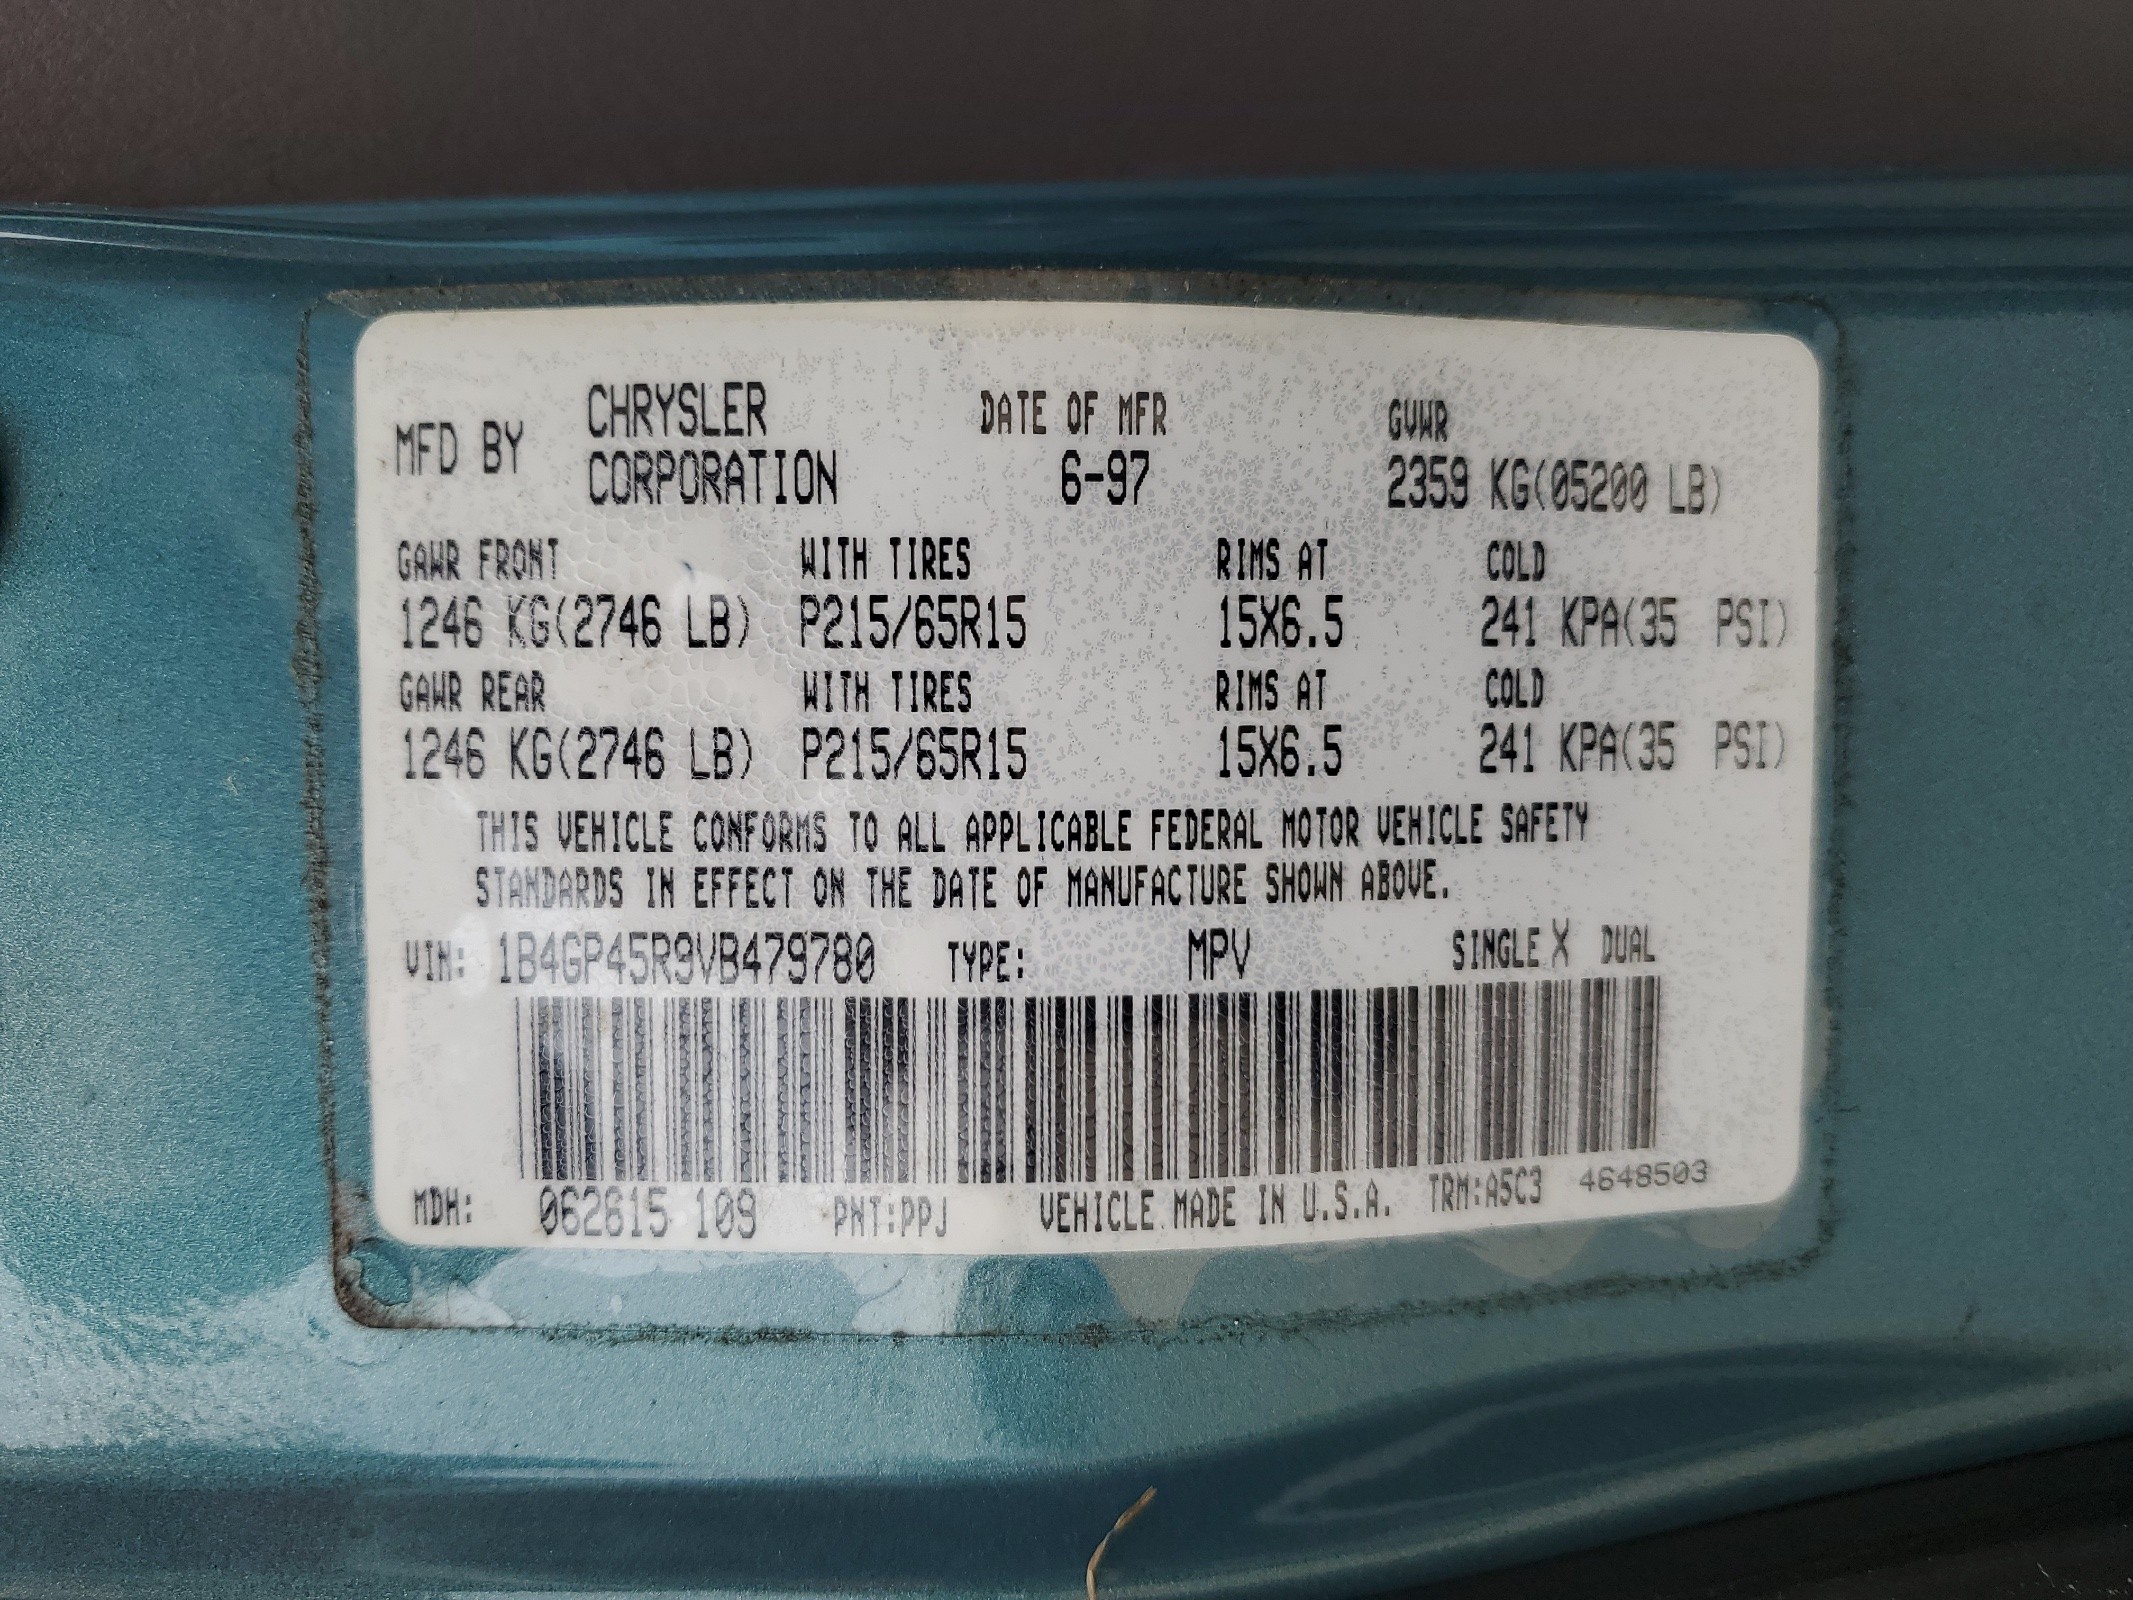 MFD BY CHRYSLER CORPORATION
DATE OF MFR 6-97
GVWR 2359 KG(05200 LB)
GAWR FRONT WITH TIRES RIMS AT COLD
1246 KG(2746 LB) P215/65R15 15X6.5 241 KPA(35 PSI)
GAWR REAR WITH TIRES RIMS AT COLD
1246 KG(2746 LB) P215/65R15 15X6.5 241 KPA(35 PSI)
THIS VEHICLE CONFORMS TO ALL APPLICABLE FEDERAL MOTOR VEHICLE SAFETY
STANDARDS IN EFFECT ON THE DATE OF MANUFACTURE SHOWN ABOVE.
VIN: 1B4GP45R9VB479780 TYPE: MPV SINGLE X DUAL
MDH: 062615 109 PNT:PPJ VEHICLE MADE IN U.S.A. TRM:A5C3 4648503